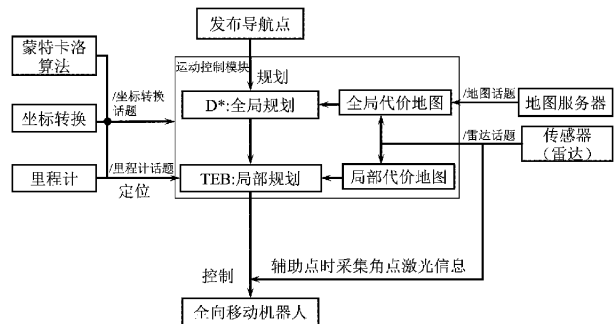 发布导航点
蒙特卡洛
算法
运动控制模块
规划
/坐标转换
话题
D*:全局规划
全局代价地图
/地图话题
地图服务器
坐标转换
/雷达话题
传感器
(雷达)
里程计
/里程计话题
定位
TEB:局部规划
局部代价地图
控制
辅助点时采集角点激光信息
全向移动机器人